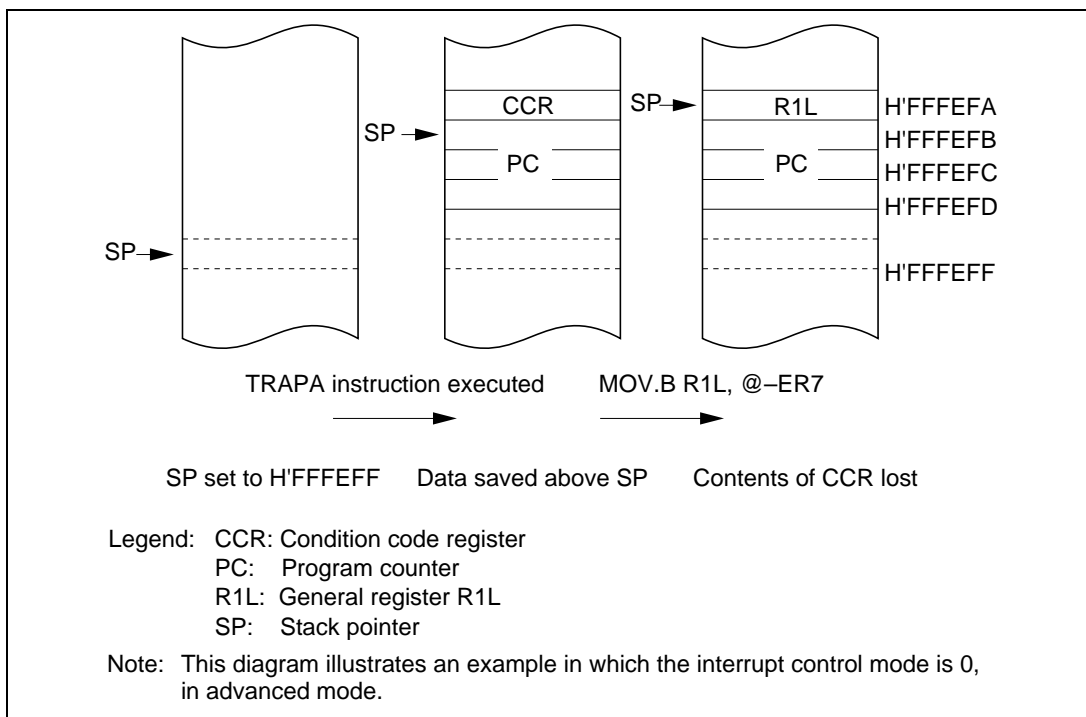 CCR
SP
R1L
H'FFFEFA
SP
H'FFFEFB
PC
PC
H'FFFEFC
H'FFFEFD
SP
H'FFFEFF
TRAPA instruction executed
MOV.B R1L, @–ER7
SP set to H'FFFEFF
Data saved above SP
Contents of CCR lost
Legend: CCR: Condition code register
PC: Program counter
R1L: General register R1L
SP: Stack pointer
Note: This diagram illustrates an example in which the interrupt control mode is 0,
in advanced mode.